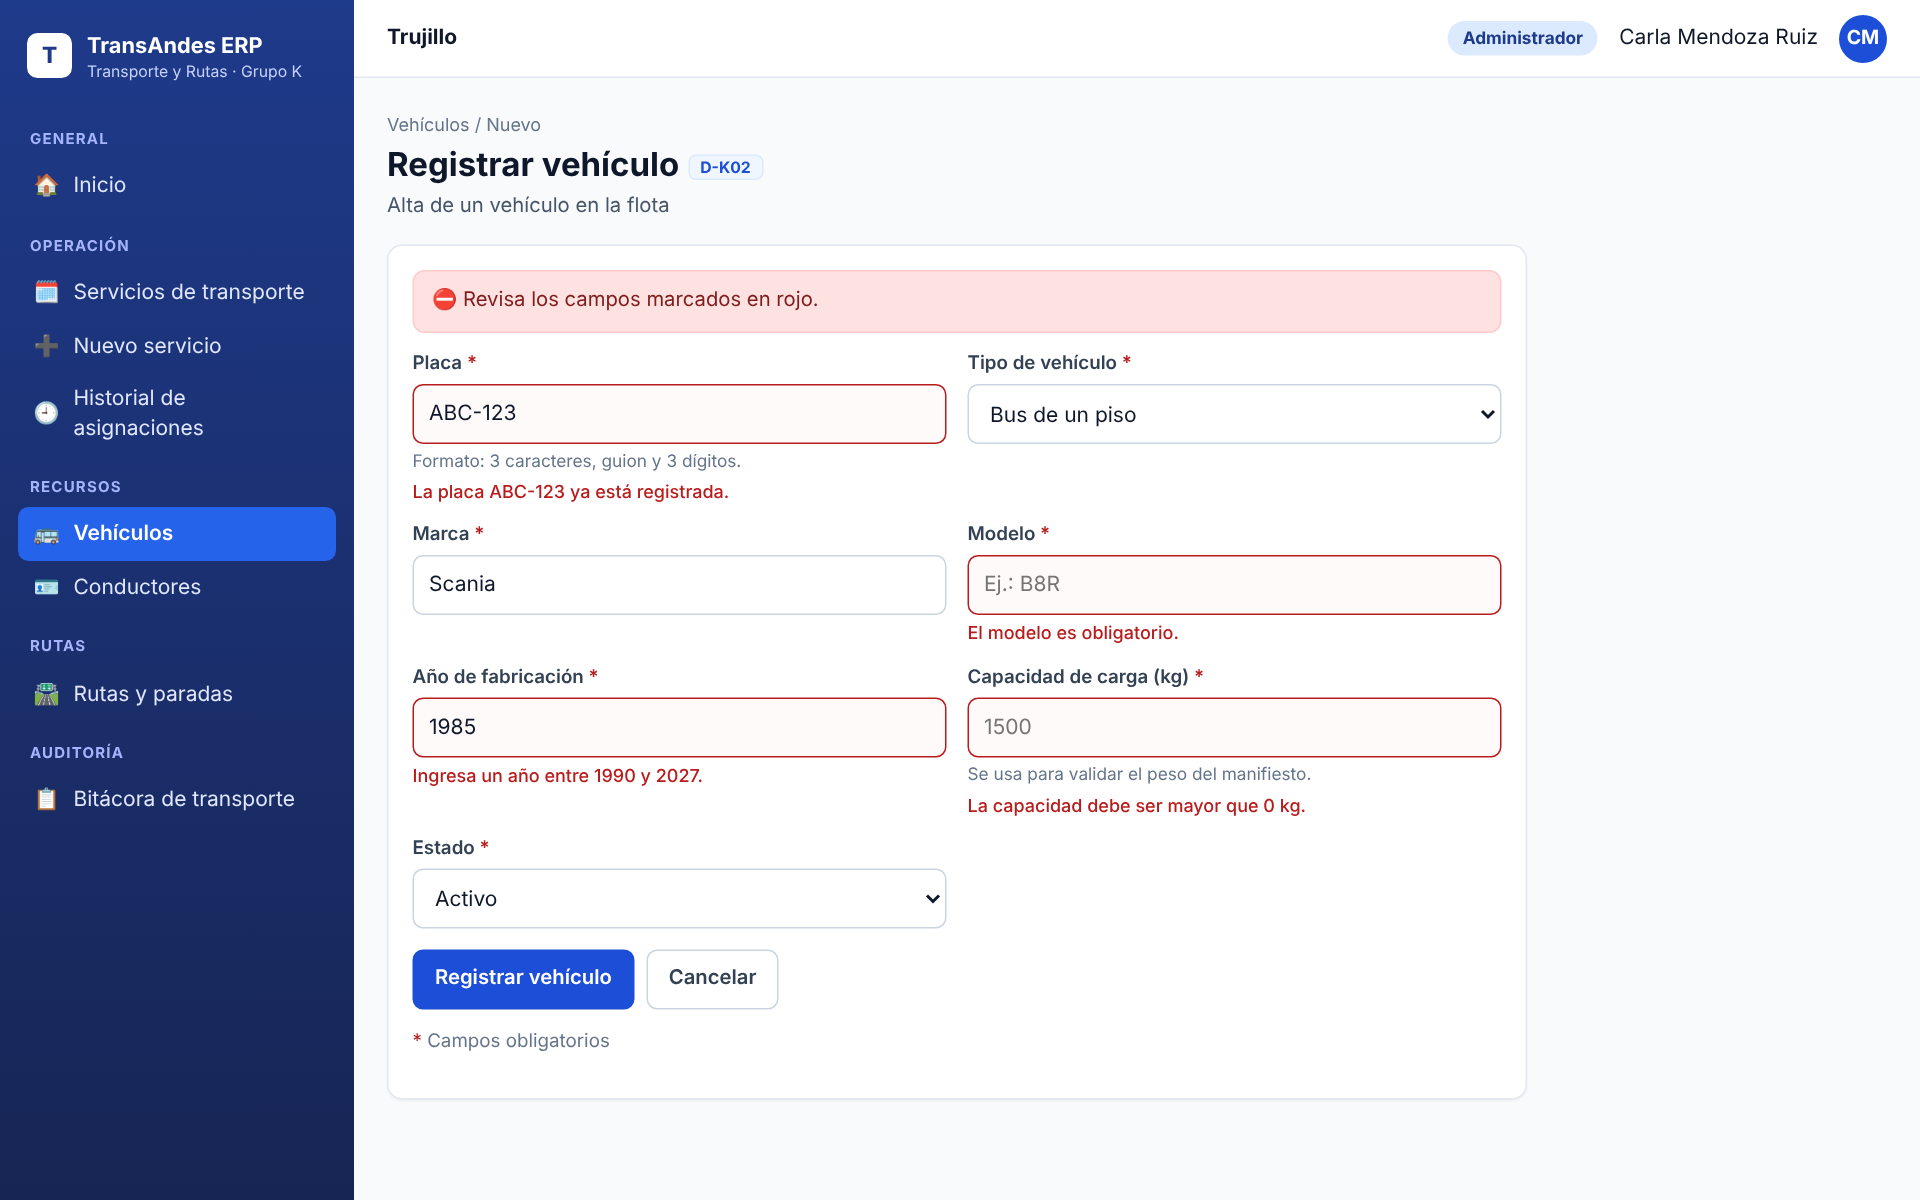 T
TransAndes ERP
Transporte y Rutas · Grupo K
GENERAL
Inicio
OPERACIÓN
Servicios de transporte
Nuevo servicio
Historial de
asignaciones
RECURSOS
Vehículos
Conductores
RUTAS
Rutas y paradas
AUDITORÍA
Bitácora de transporte
Trujillo
Administrador
Carla Mendoza Ruiz
CM
Vehículos / Nuevo
Registrar vehículo D-K02
Alta de un vehículo en la flota
Revisa los campos marcados en rojo.
Placa *
ABC-123
Formato: 3 caracteres, guion y 3 dígitos.
La placa ABC-123 ya está registrada.
Tipo de vehículo *
Bus de un piso
Marca *
Scania
Modelo *
Ej.: B8R
El modelo es obligatorio.
Año de fabricación *
1985
Ingresa un año entre 1990 y 2027.
Capacidad de carga (kg) *
1500
Se usa para validar el peso del manifiesto.
La capacidad debe ser mayor que 0 kg.
Estado *
Activo
Registrar vehículo
Cancelar
* Campos obligatorios